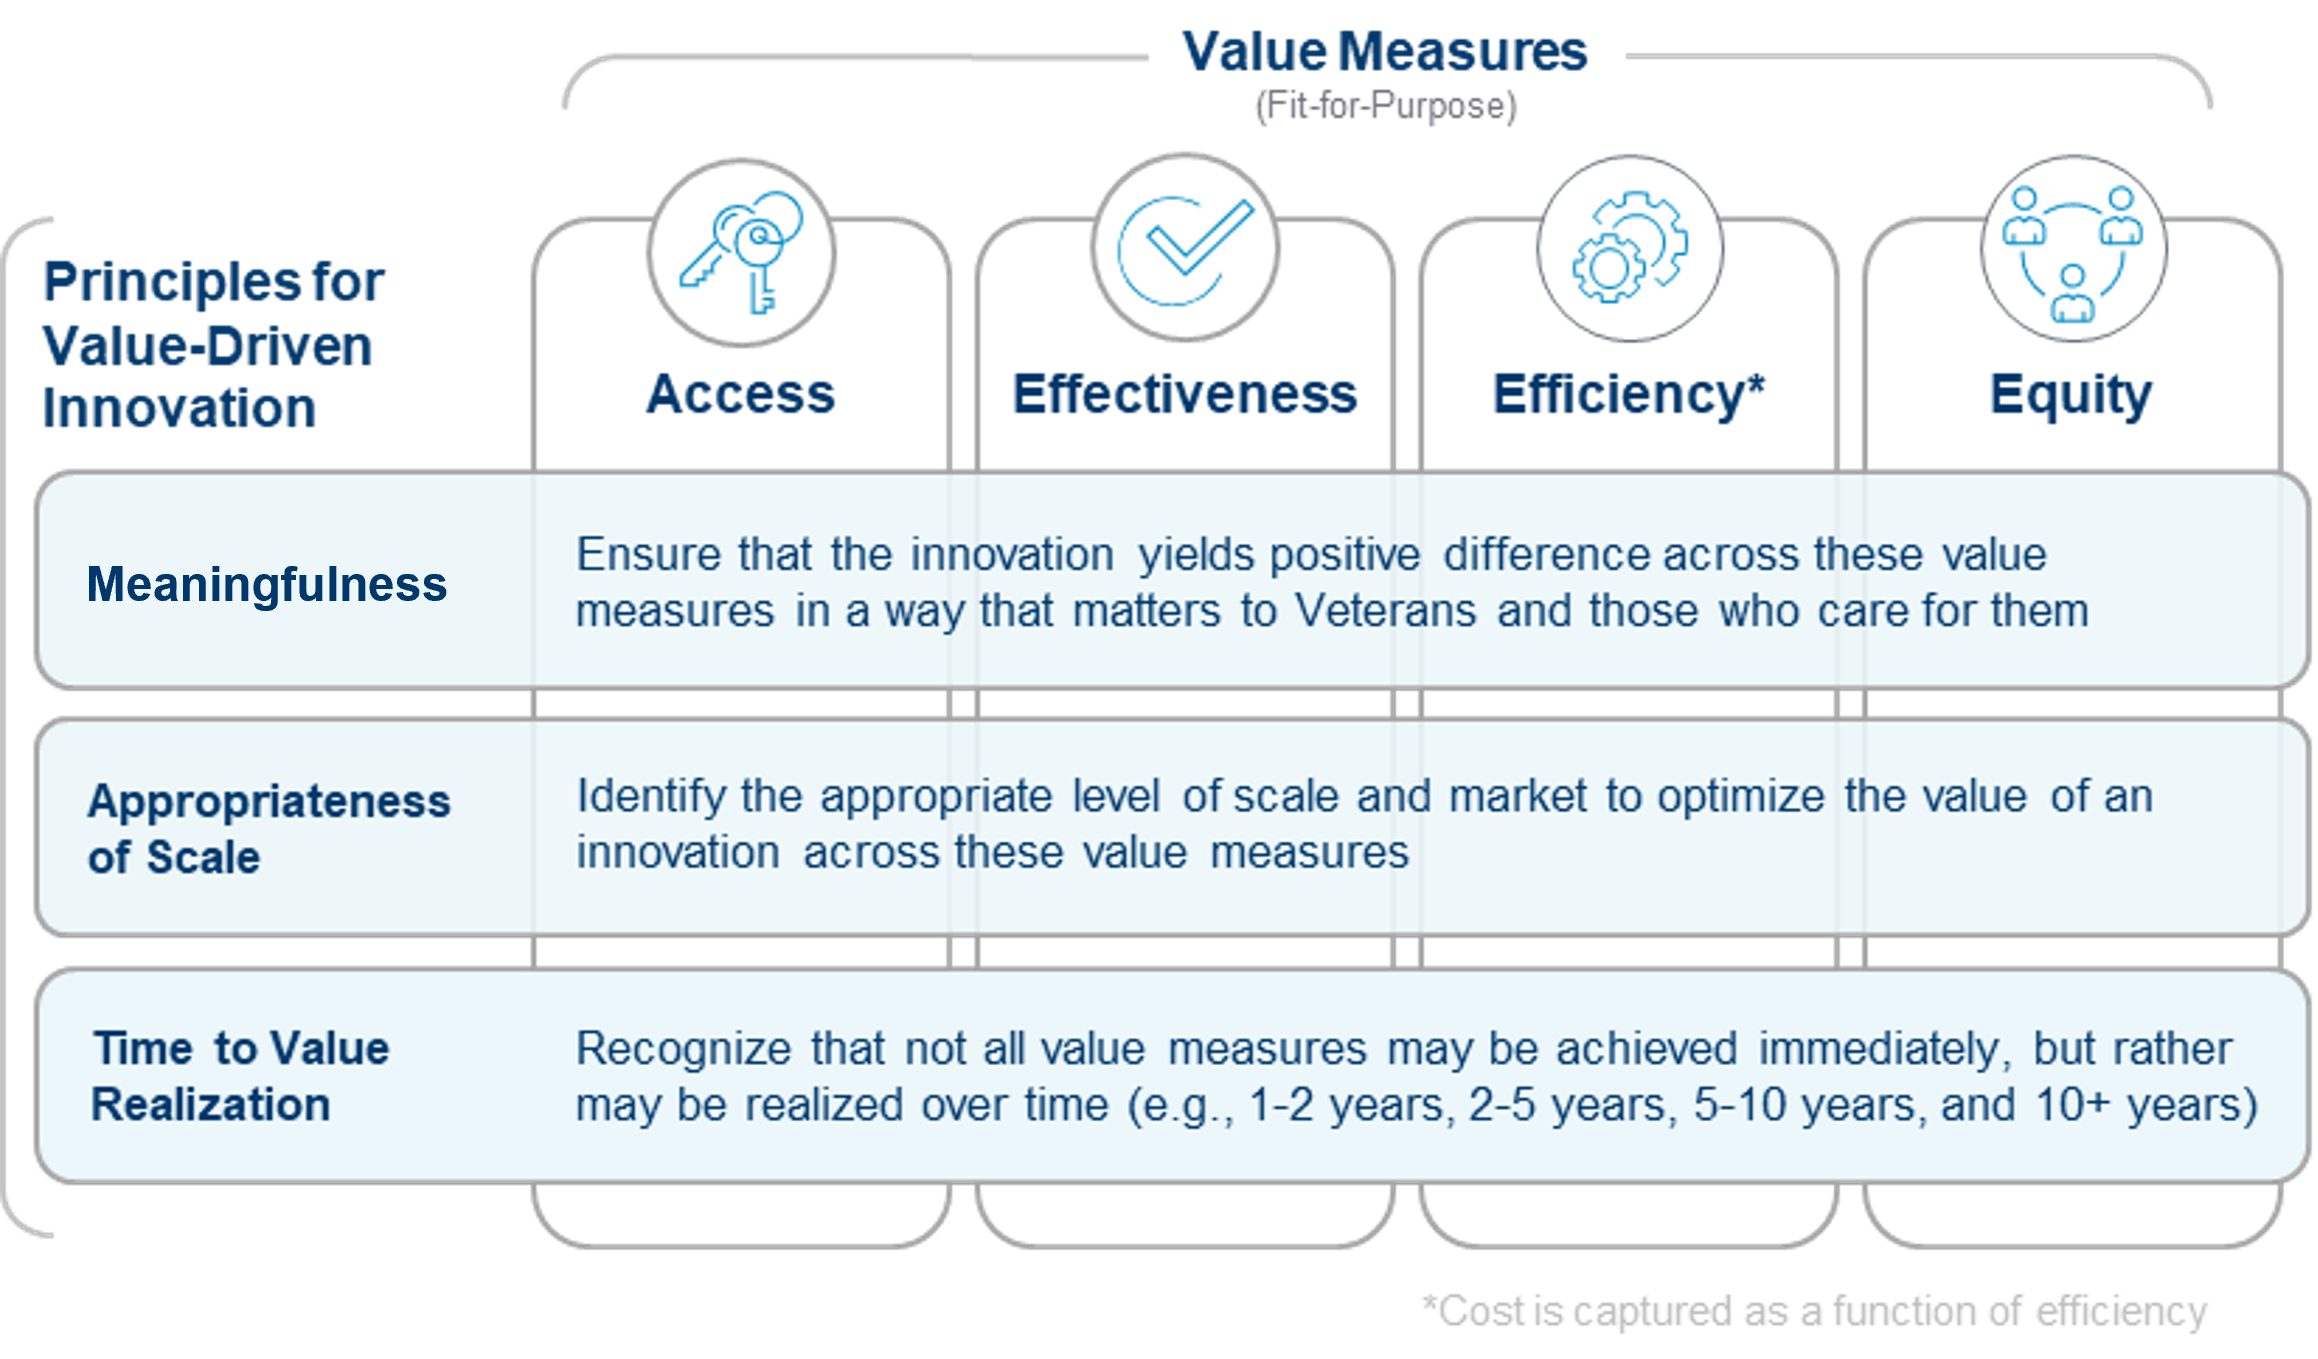 Value Measures
(Fit-for-Purpose)
Principles for
Value-Driven
Innovation
Access
Effectiveness
Efficiency*
Equity
Meaningfulness
Ensure that the innovation yields positive difference across these value
measures in a way that matters to Veterans and those who care for them
Appropriateness
of Scale
Identify the appropriate level of scale and market to optimize the value of an
innovation across these value measures
Time to Value
Realization
Recognize that not all value measures may be achieved immediately, but rather
may be realized over time (e.g., 1-2 years, 2-5 years, 5-10 years, and 10+ years)
*Cost is captured as a function of efficiency